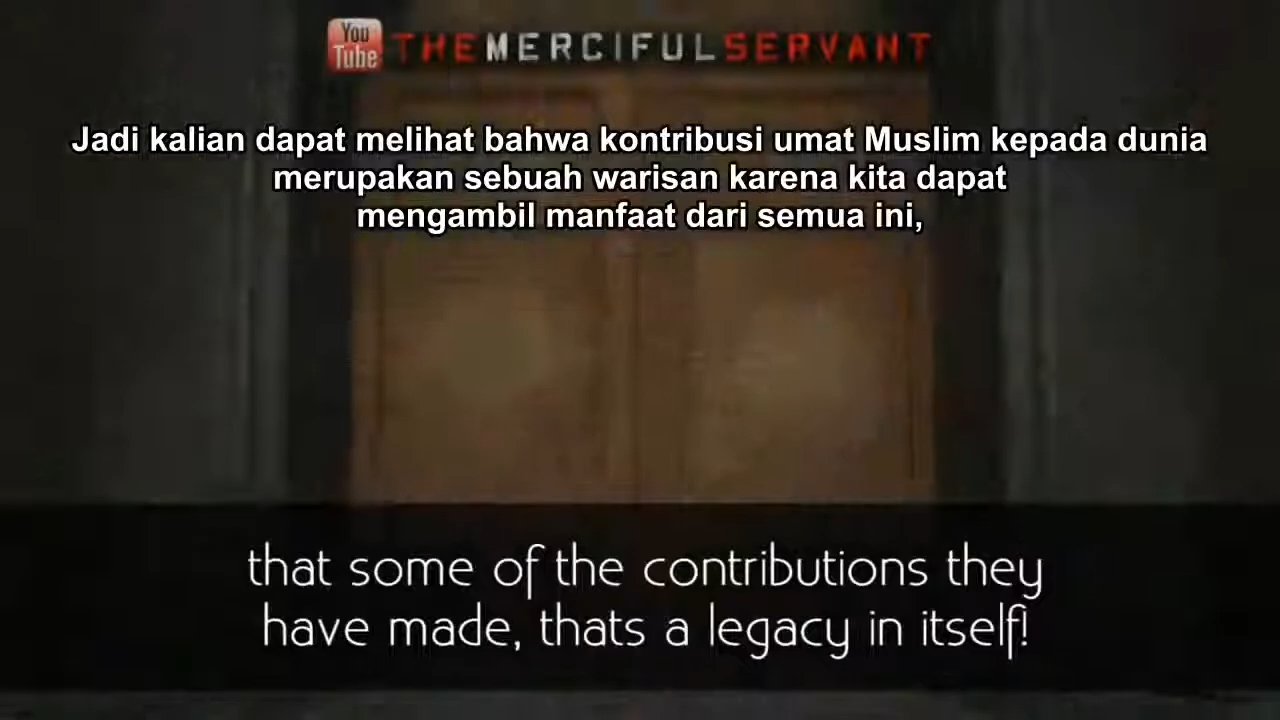 You Tube THEMERCIFULSERVANT
Jadi kalian dapat melihat bahwa kontribusi umat Muslim kepada dunia
merupakan sebuah warisan karena kita dapat
mengambil manfaat dari semua ini,
that some of the contributions they
have made, thats a legacy in itself!